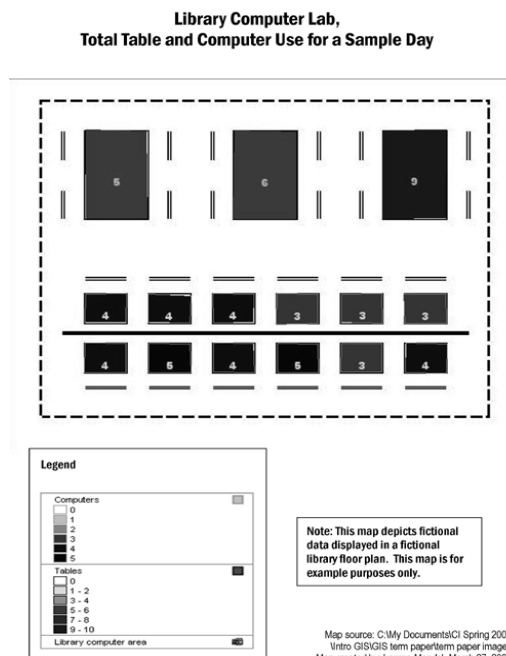 Library Computer Lab,
Total Table and Computer Use for a Sample Day
5 6 9
4 4 4 3 3 3
4 5 4 5 3 4
Legend
Computers
0
1
2
3
4
5
Tables
0
1 - 2
3 - 4
5 - 6
7 - 8
9 - 10
Library computer area
Note: This map depicts fictional
data displayed in a fictional
library floor plan. This map is for
example purposes only.
Map source: C:\My Documents\CI Spring 200
\Intro GIS\GIS term paper\term paper image